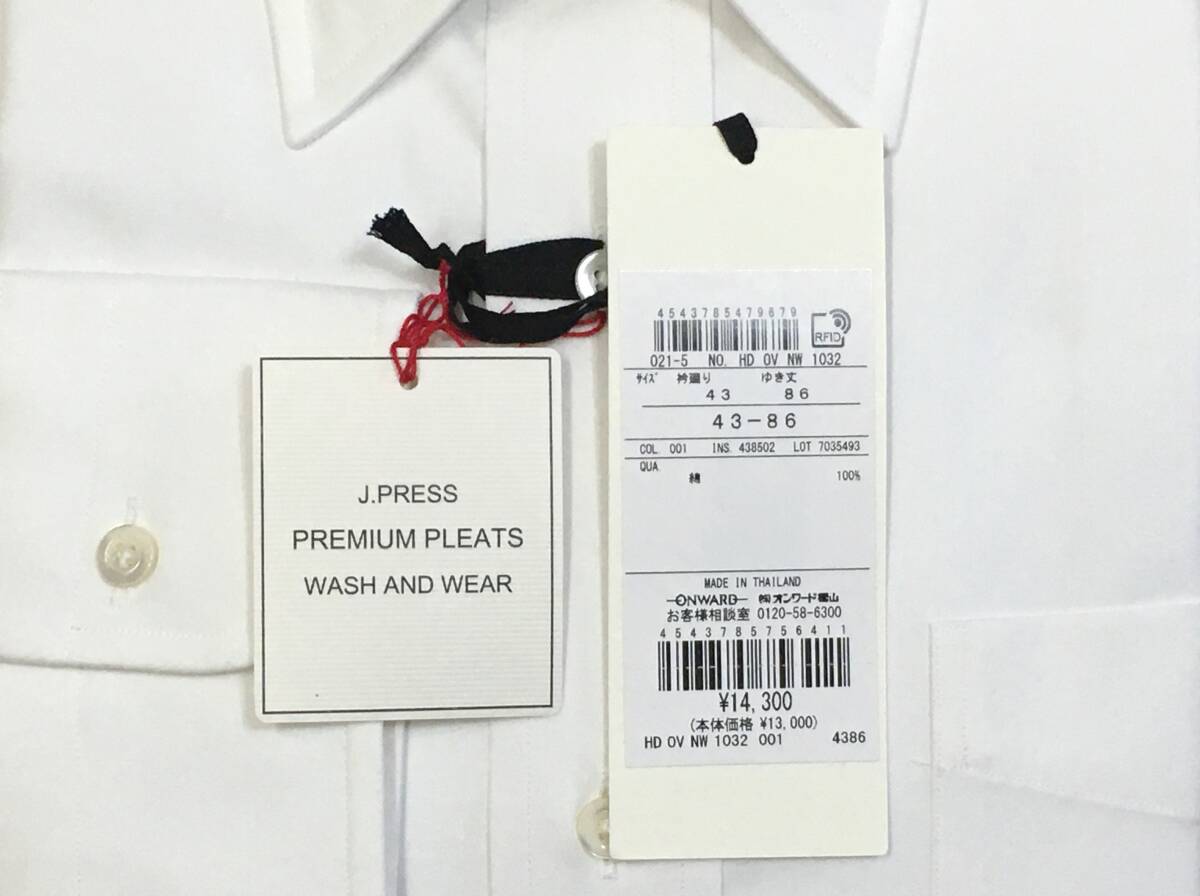 J.PRESS
PREMIUM PLEATS
WASH AND WEAR
4543785479679
RFID
021-5 NO. HD OV NW 1032
ｻｲｽﾞ 衿廻り ゆき丈
43 86
43-86
COL. 001 INS. 438502 LOT 7035493
QUA.
綿 100%
MADE IN THAILAND
ONWARD ㈱オンワード樫山
お客様相談室 0120-58-6300
4543785756411
¥14,300
(本体価格 ¥13,000)
HD OV NW 1032 001 4386